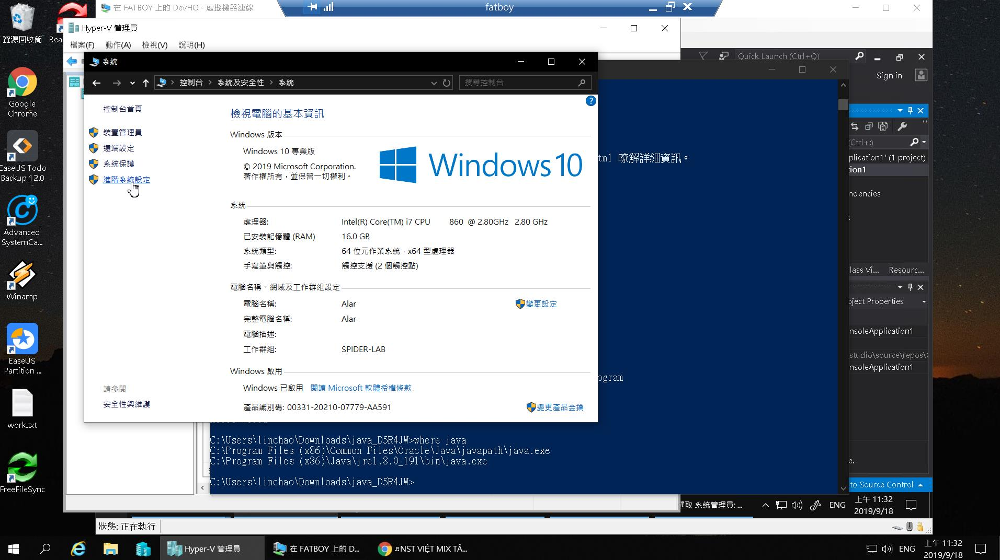 在 FATBOY 上的 DevHO - 虛擬機器連線
fatboy
資源回收筒
Google
Chrome
EaseUS Todo
Backup 12.0
Advanced
SystemCa...
Winamp
EaseUS
Partition ...
work.txt
FreeFileSync
Hyper-V 管理員
檔案(F) 動作(A) 檢視(V) 說明(H)
系統
控制台 系統及安全性 系統
搜尋控制台
控制台首頁
裝置管理員
遠端設定
系統保護
進階系統設定
請參閱
安全性與維護
檢視電腦的基本資訊
Windows 版本
Windows 10 專業版
© 2019 Microsoft Corporation.
著作權所有，並保留一切權利。
Windows 10
系統
處理器: Intel(R) Core(TM) i7 CPU 860 @ 2.80GHz 2.80 GHz
已安裝記憶體 (RAM) 16.0 GB
系統類型: 64 位元作業系統，x64 型處理器
手寫筆與觸控: 觸控支援 (2 個觸控點)
電腦名稱、網域及工作群組設定
電腦名稱: Alar 變更設定
完整電腦名稱: Alar
電腦描述:
工作群組: SPIDER-LAB
Windows 啟用
Windows 已啟用 閱讀 Microsoft 軟體授權條款
產品識別碼: 00331-20210-07779-AA591 變更產品金鑰
tml 瞭解詳細資訊。
ogram
C:\Users\linchao\Downloads\java_D5R4JW>where java
C:\Program Files (x86)\Common Files\Oracle\Java\javapath\java.exe
C:\Program Files (x86)\Java\jre1.8.0_191\bin\java.exe
C:\Users\linchao\Downloads\java_D5R4JW>
Quick Launch (Ctrl+Q)
Sign in
(Ctrl+;)
plication1' (1 project)
tion1
ndencies
lass Vi... Resourc...
oject Properties
nsoleApplication1
studio\source\repos\
nsoleApplication1
e.
to Source Control
選取 系統管理員: ...
ENG
上午 11:32
2019/9/18
狀態: 正在執行
Hyper-V 管理員
在 FATBOY 上的 D...
♬NST VIỆT MIX TÂ...
ENG
上午 11:32
2019/9/18